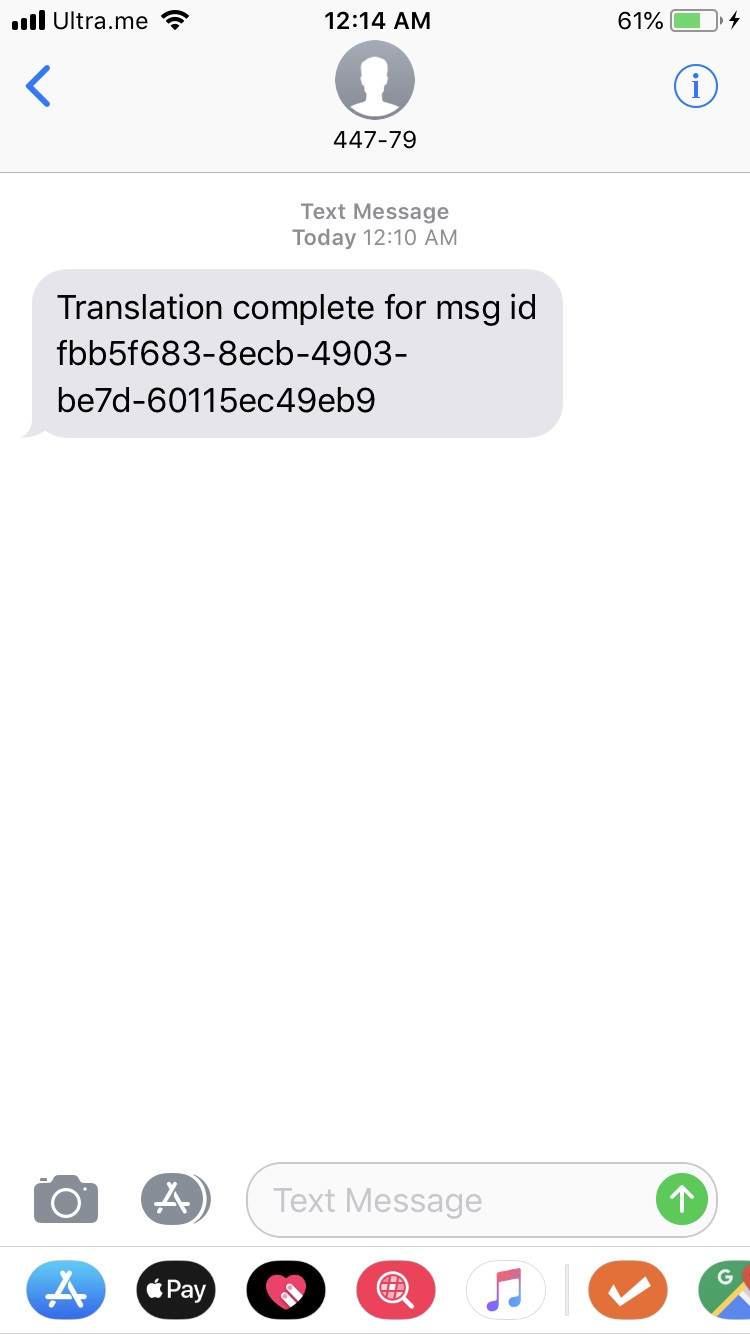 Ultra.me 12:14 AM 61%
447-79
Text Message
Today 12:10 AM
Translation complete for msg id
fbb5f683-8ecb-4903-
be7d-60115ec49eb9
Text Message
Pay
G